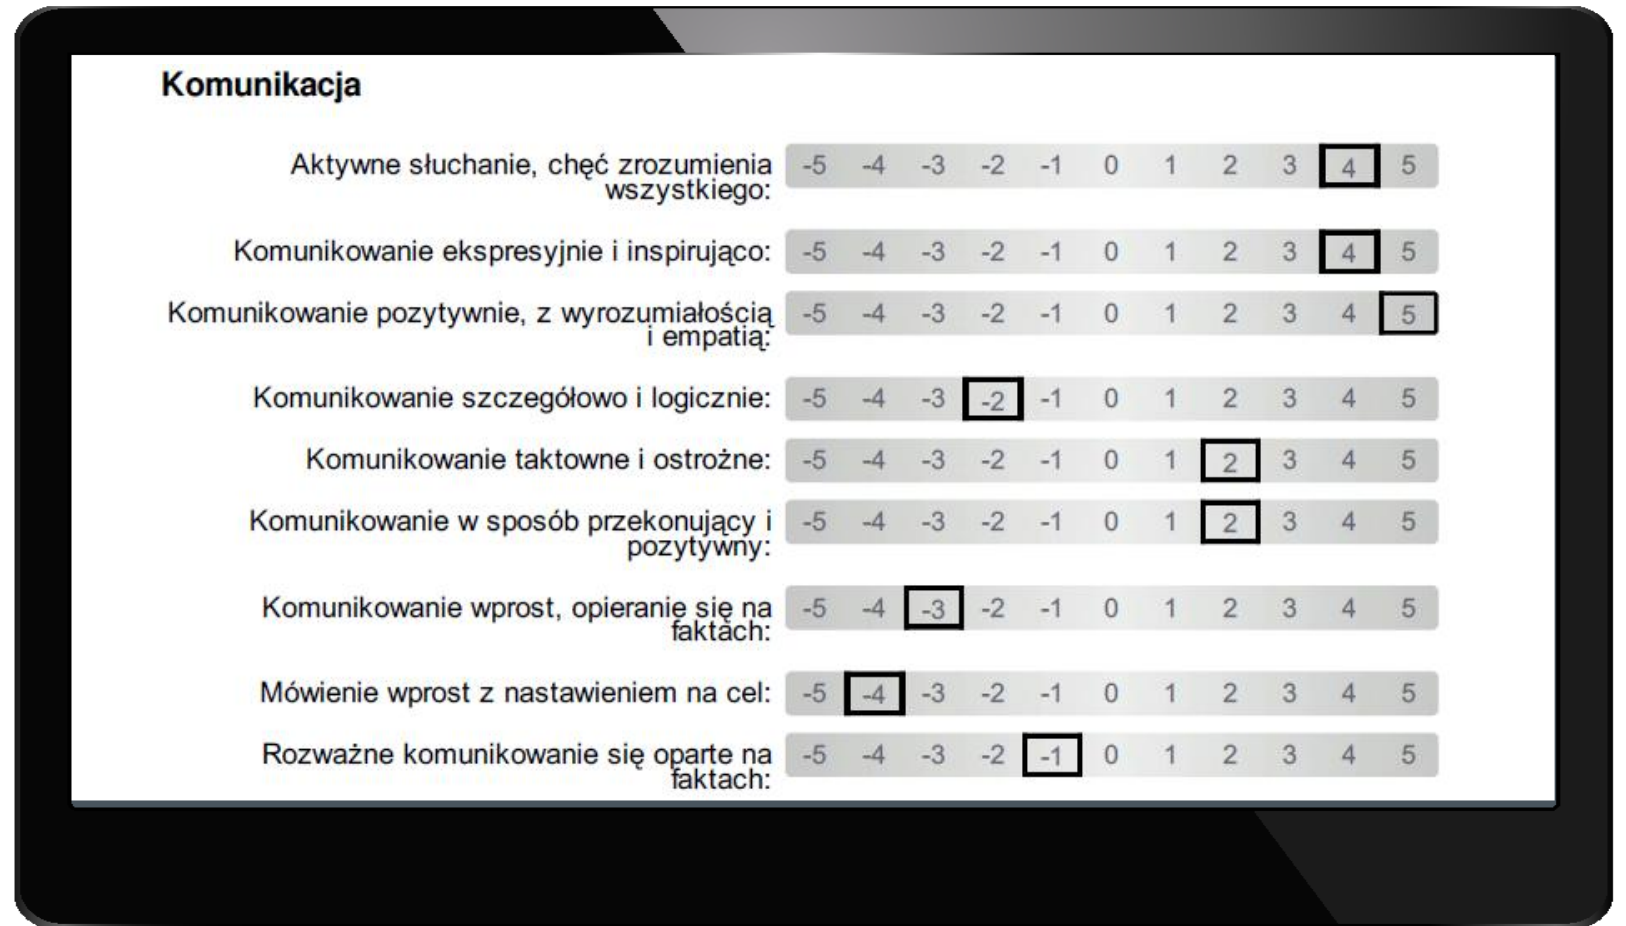 Komunikacja
Aktywne słuchanie, chęć zrozumienia -5 -4 -3 -2 -1 0 1 2 3 4 5
wszystkiego:
Komunikowanie ekspresyjnie i inspirująco: -5 -4 -3 -2 -1 0 1 2 3 4 5
Komunikowanie pozytywnie, z wyrozumiałością -5 -4 -3 -2 -1 0 1 2 3 4 5
i empatią:
Komunikowanie szczegółowo i logicznie: -5 -4 -3 -2 -1 0 1 2 3 4 5
Komunikowanie taktowne i ostrożne: -5 -4 -3 -2 -1 0 1 2 3 4 5
Komunikowanie w sposób przekonujący i -5 -4 -3 -2 -1 0 1 2 3 4 5
pozytywny:
Komunikowanie wprost, opieranie się na -5 -4 -3 -2 -1 0 1 2 3 4 5
faktach:
Mówienie wprost z nastawieniem na cel: -5 -4 -3 -2 -1 0 1 2 3 4 5
Rozważne komunikowanie się oparte na -5 -4 -3 -2 -1 0 1 2 3 4 5
faktach: